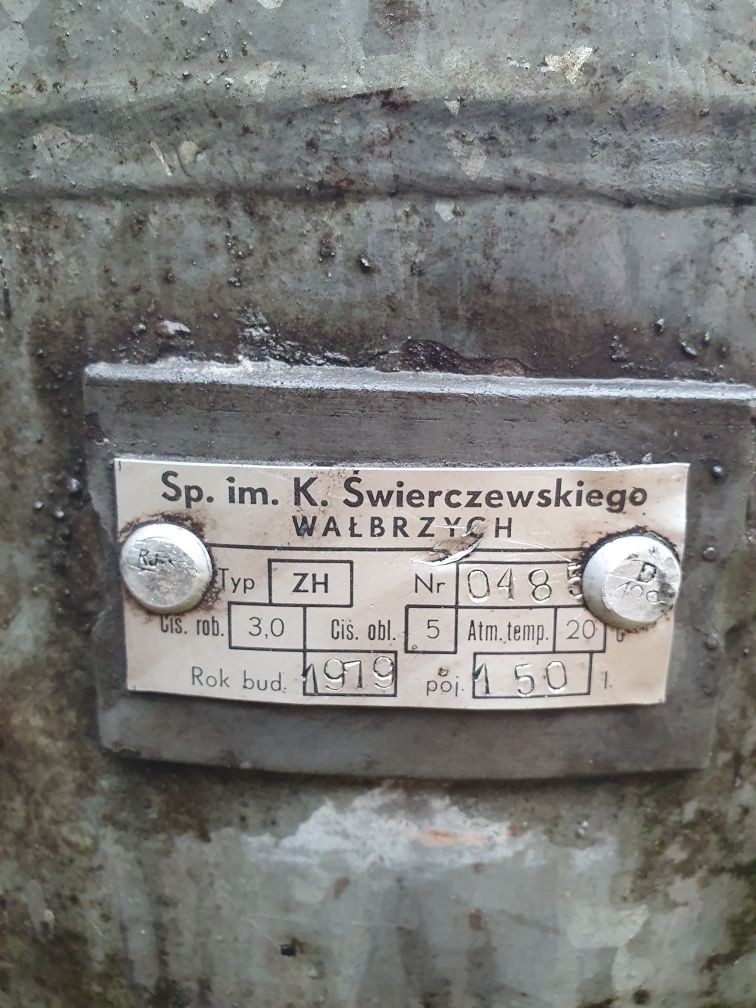 Sp. im. K. Świerczewskiego
WAŁBRZYCH
Typ ZH Nr 0485
Ciś. rob. 3,0 Ciś. obl. 5 Atm. temp. 20 °C
Rok bud. 1979 poj. 150 l.